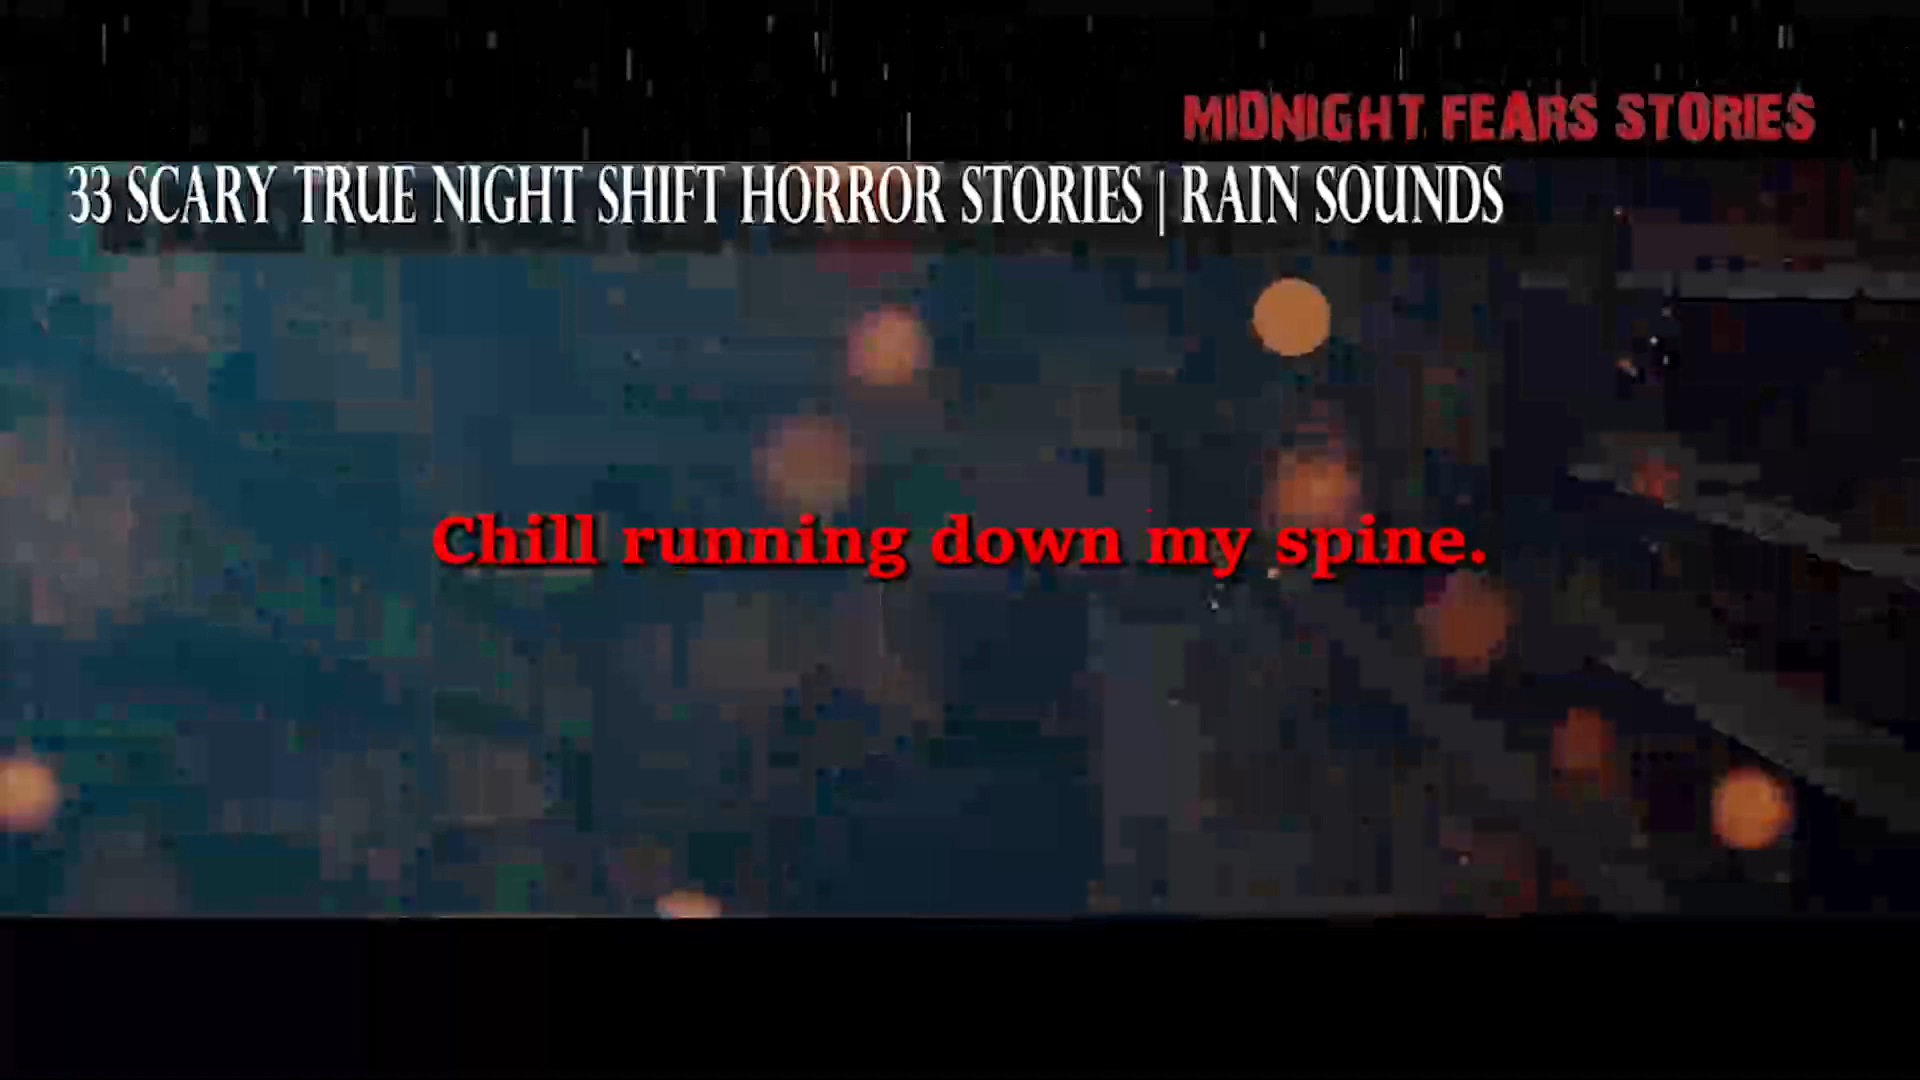 MIDNIGHT FEARS STORIES
33 SCARY TRUE NIGHT SHIFT HORROR STORIES | RAIN SOUNDS
Chill running down my spine.